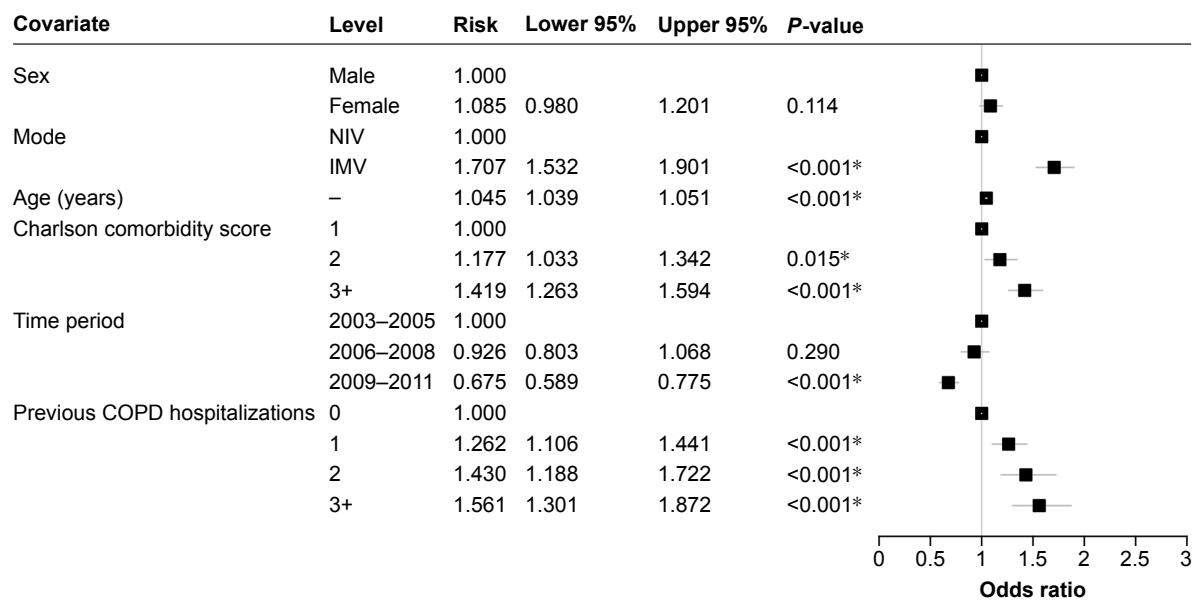 Covariate Level Risk Lower 95% Upper 95% P-value
Sex Male 1.000
Female 1.085 0.980 1.201 0.114
Mode NIV 1.000
IMV 1.707 1.532 1.901 <0.001*
Age (years) – 1.045 1.039 1.051 <0.001*
Charlson comorbidity score 1 1.000
2 1.177 1.033 1.342 0.015*
3+ 1.419 1.263 1.594 <0.001*
Time period 2003–2005 1.000
2006–2008 0.926 0.803 1.068 0.290
2009–2011 0.675 0.589 0.775 <0.001*
Previous COPD hospitalizations 0 1.000
1 1.262 1.106 1.441 <0.001*
2 1.430 1.188 1.722 <0.001*
3+ 1.561 1.301 1.872 <0.001*
0 0.5 1 1.5 2 2.5 3
Odds ratio